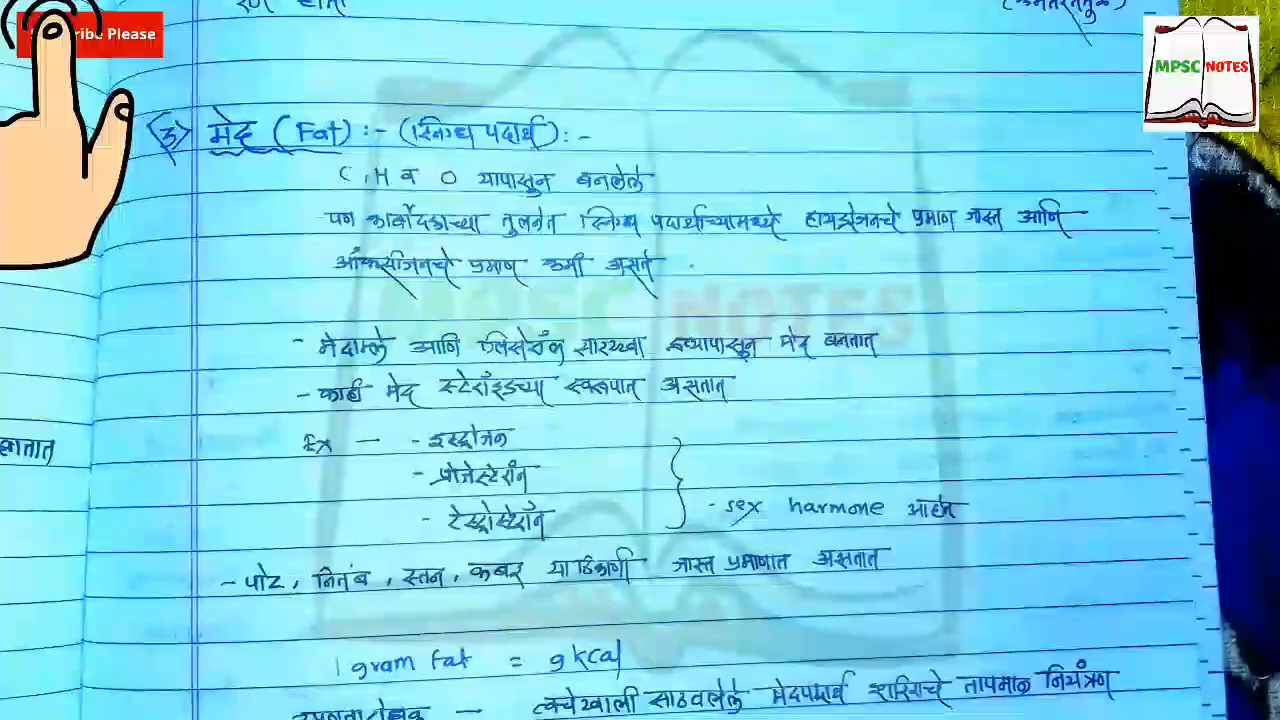 ribe Please
MPSC NOTES
३) मेद (Fat) :- (स्निग्ध पदार्थ) :-
C, H व O यापासुन बनलेले
पण कार्बोदकाच्या तुलनेत स्निग्ध पदार्थाच्यामध्ये हायड्रोजनचे प्रमाण जास्त आणि
ऑक्सीजनचे प्रमाण कमी असते.
- मेदाम्ले आणि ग्लिसेरॉल सारख्या द्रव्यापासुन मेद बनतात
- काही मेद स्टेरॉइडच्या स्वरूपात असतात
Ex - - इस्ट्रोजन
- प्रोजेस्टेरॉन
- टेस्ट्रोस्टेरॉन
- sex harmone आहेत
- पोट, नितंब, स्तन, कंबर या ठिकाणी जास्त प्रमाणात असतात
1 gram fat = 9 kcal
- त्वचेखाली साठवलेले मेदपदार्थ शरिराचे तापमान नियंत्रण